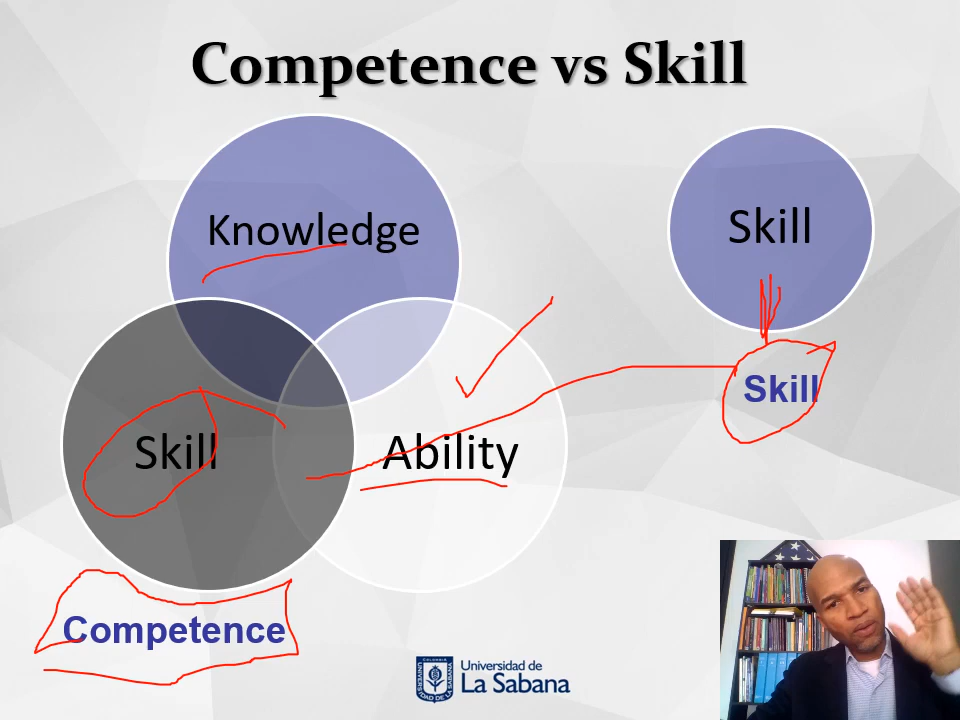 Competence vs Skill
Knowledge
Skill
Skill
Skill
Ability
Competence
Universidad de
La Sabana